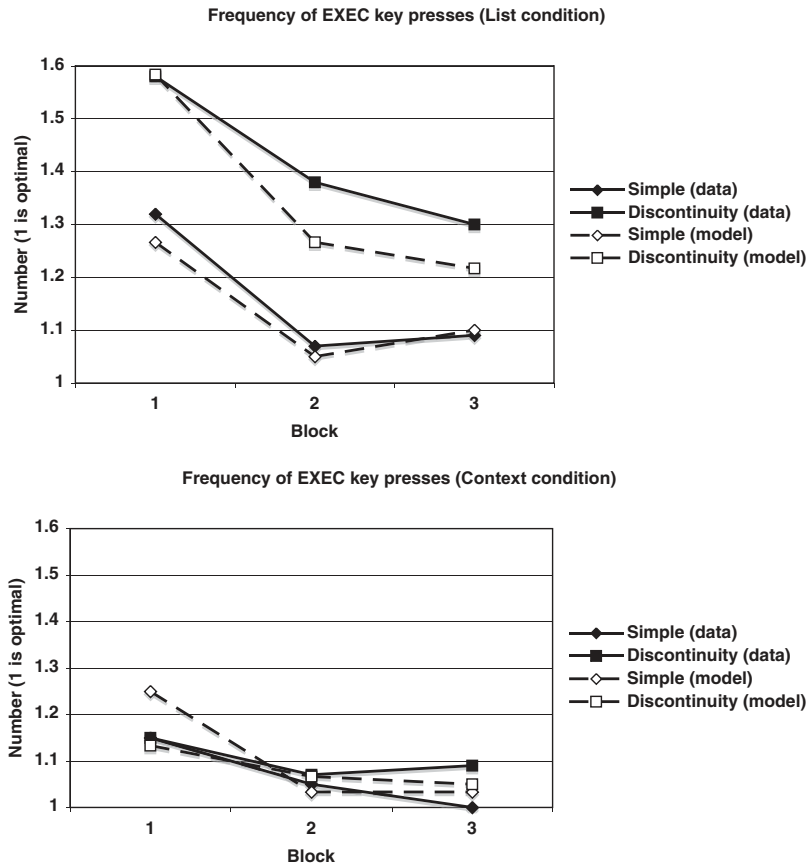 Frequency of EXEC key presses (List condition)
1.6
1.5
1.4
1.3
1.2
1.1
1
Number (1 is optimal)
1 2 3
Block
Simple (data)
Discontinuity (data)
Simple (model)
Discontinuity (model)
Frequency of EXEC key presses (Context condition)
1.6
1.5
1.4
1.3
1.2
1.1
1
Number (1 is optimal)
1 2 3
Block
Simple (data)
Discontinuity (data)
Simple (model)
Discontinuity (model)